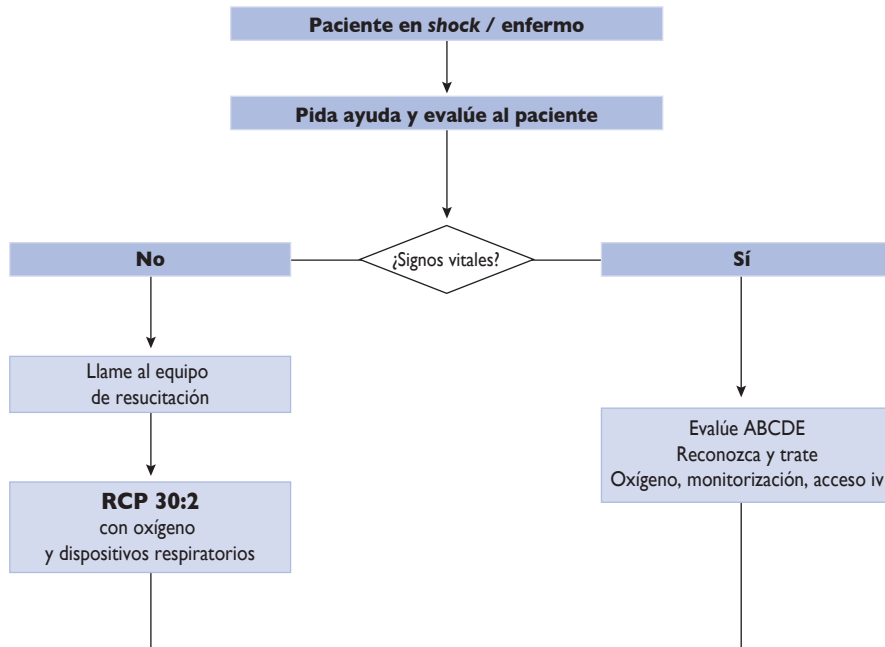 Paciente en shock / enfermo
Pida ayuda y evalúe al paciente
¿Signos vitales?
No
Sí
Llame al equipo
de resucitación
RCP 30:2
con oxígeno
y dispositivos respiratorios
Evalúe ABCDE
Reconozca y trate
Oxígeno, monitorización, acceso iv